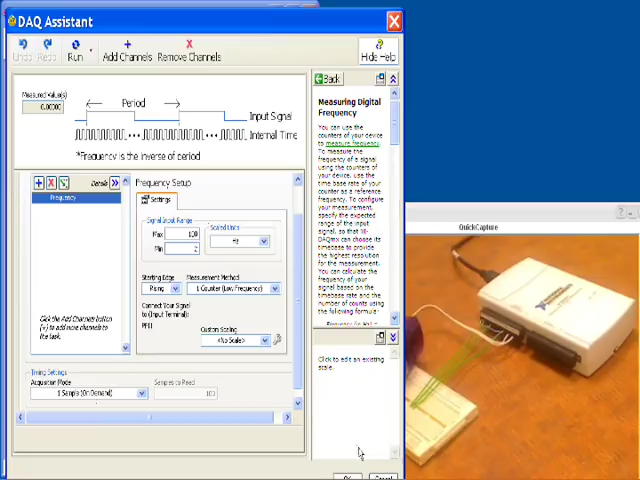 DAQ Assistant
Undo Redo Run Add Channels Remove Channels Hide Help
Measured Value(s)
0.00000
Period
Input Signal
Internal Time
*Frequency is the inverse of period
Back
Measuring Digital
Frequency
You can use the
counters of your device
to measure frequency.
To measure the
frequency of a signal
using the counters of
your device, use the
time base rate of your
counter as a reference
frequency. To configure
your measurement,
specify the expected
range of the input
signal, so that NI-
DAQmx can choose its
timebase to provide
the highest resolution
for the measurement.
You can calculate the
frequency of your
signal based on the
timebase rate and the
number of counts using
the following formula:
Details
Frequency
Click the Add Channels button
(+) to add more channels to
the task.
Frequency Setup
Settings
Signal Input Range
Max 100
Min 2
Scaled Units
Hz
Starting Edge
Rising
Measurement Method
1 Counter (Low Frequency)
Connect Your Signal
to (Input Terminal):
PFI1
Custom Scaling
<No Scale>
Timing Settings
Acquisition Mode
1 Sample (On Demand)
Samples to Read
100
Click to edit an existing
scale.
QuickCapture